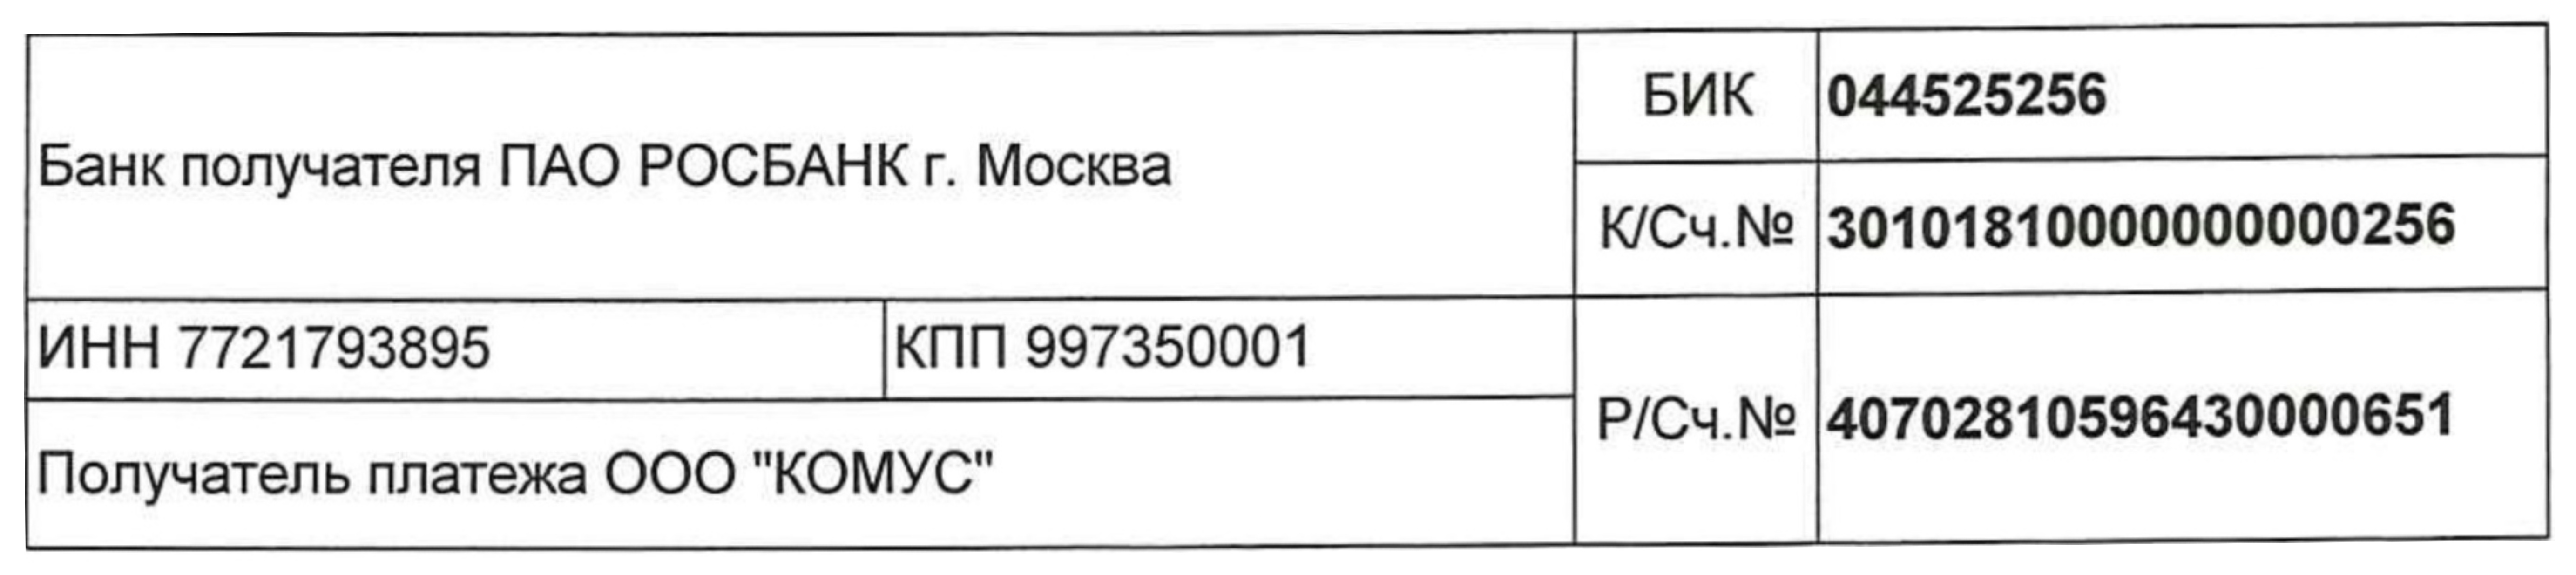 Банк получателя ПАО РОСБАНК г. Москва
БИК 044525256
К/Сч.№ 30101810000000000256
ИНН 7721793895 КПП 997350001
Р/Сч.№ 40702810596430000651
Получатель платежа ООО "КОМУС"